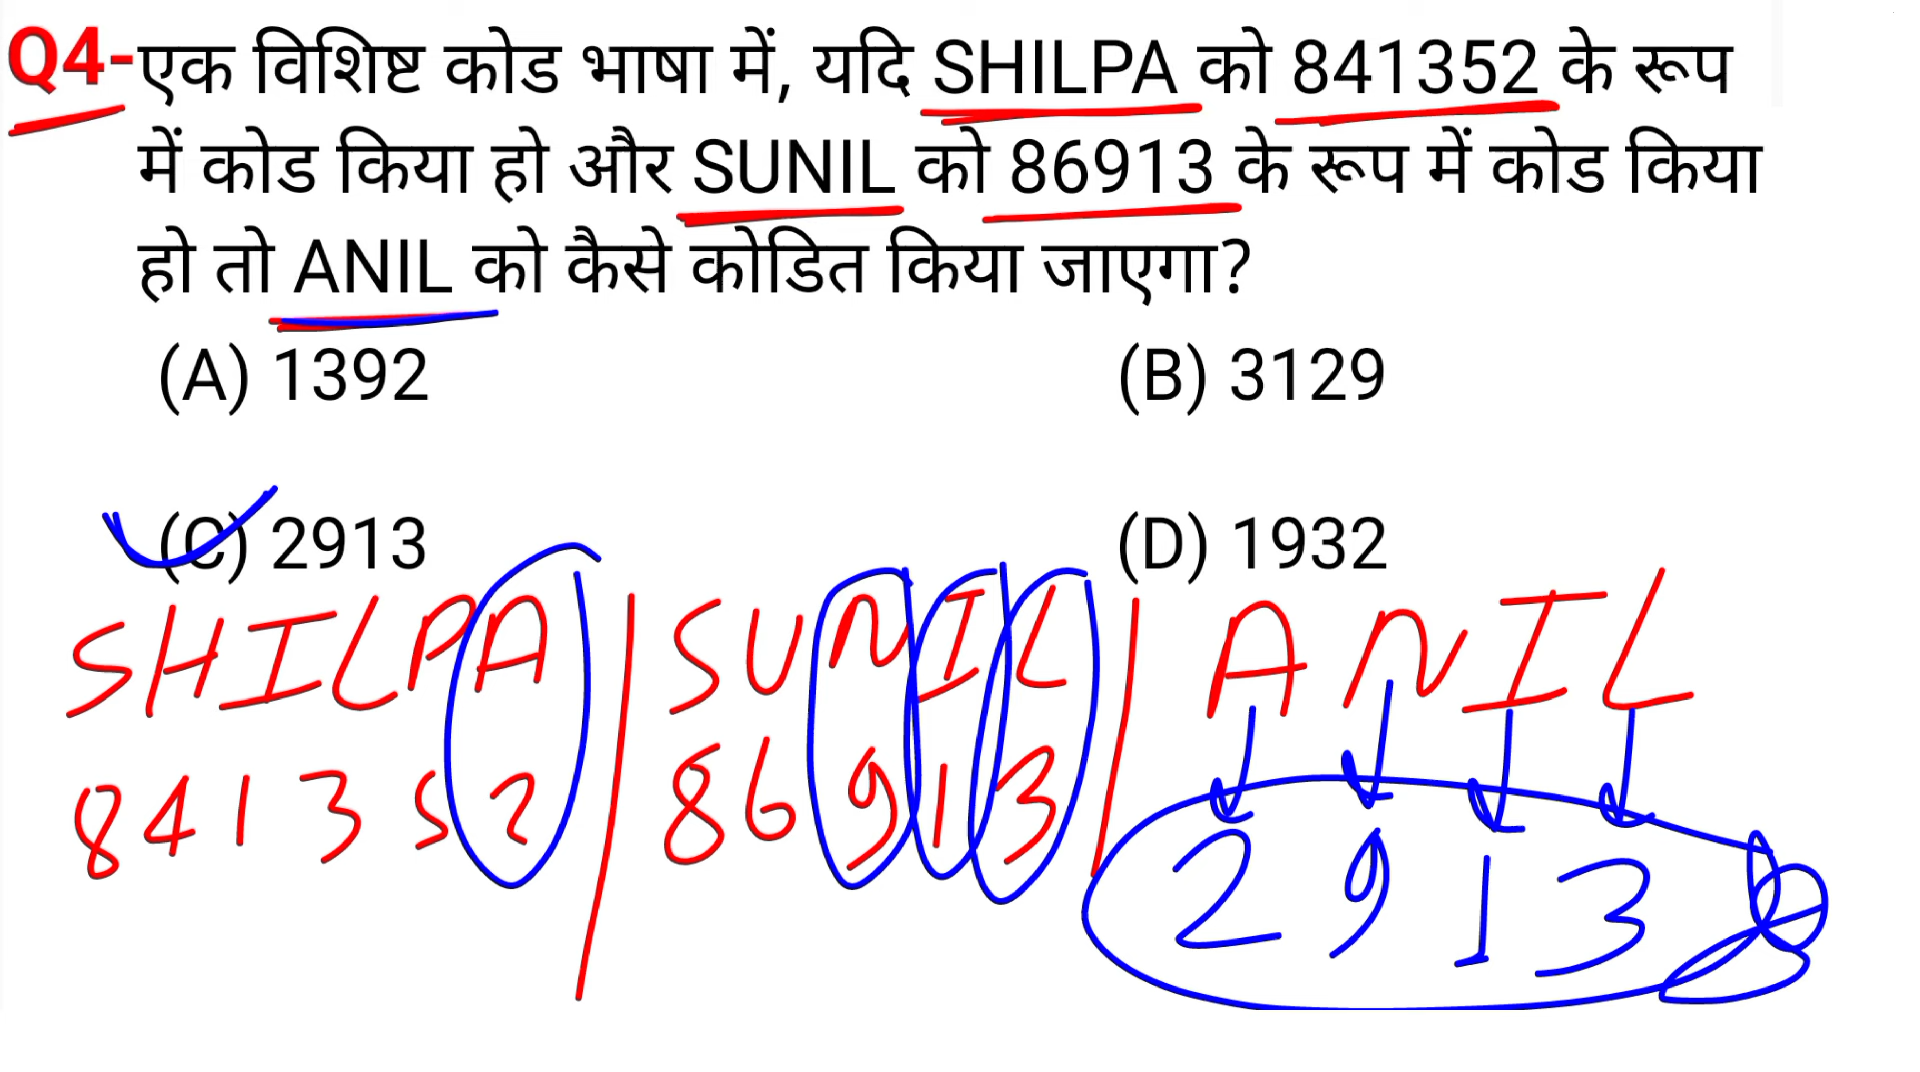 Q4-एक विशिष्ट कोड भाषा में, यदि SHILPA को 841352 के रूप
में कोड किया हो और SUNIL को 86913 के रूप में कोड किया
हो तो ANIL को कैसे कोडित किया जाएगा?
(A) 1392 (B) 3129
(C) 2913 (D) 1932
SHILPA SUNIL ANIL
841352 86913 2913